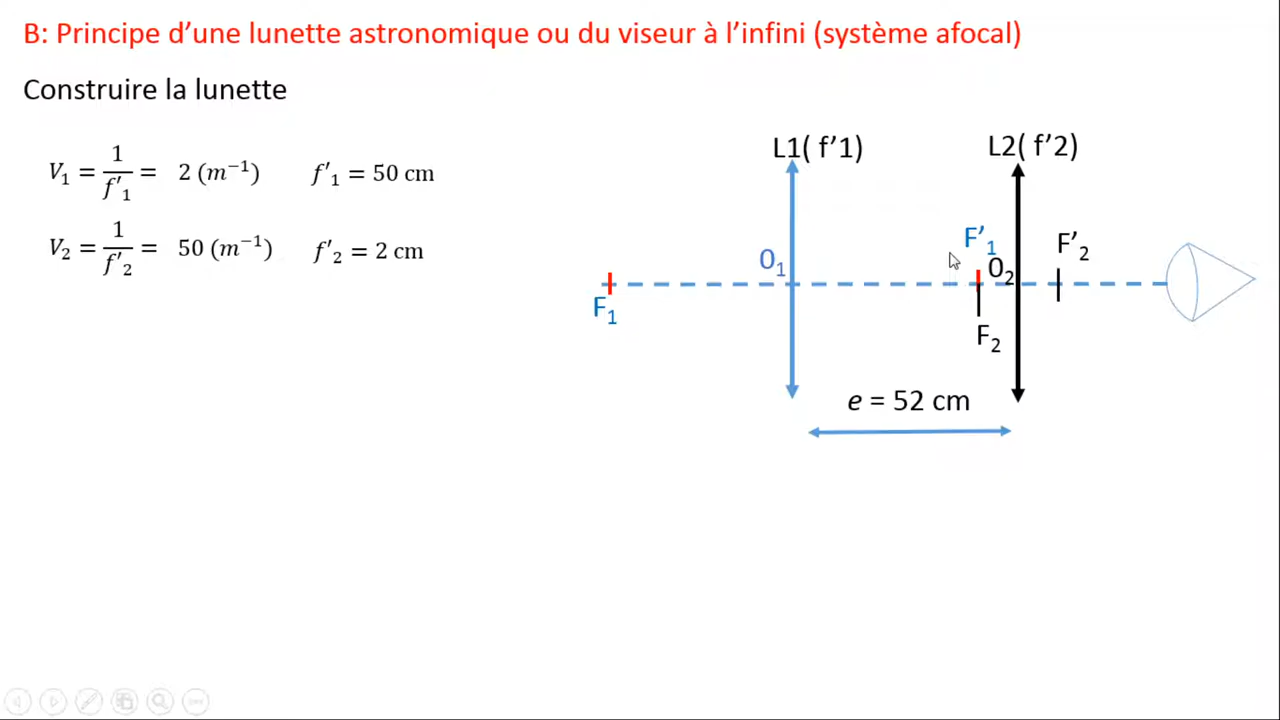 B: Principe d’une lunette astronomique ou du viseur à l’infini (système afocal)
Construire la lunette
V₁ = 1/f'₁ = 2 (m⁻¹) f'₁ = 50 cm
V₂ = 1/f'₂ = 50 (m⁻¹) f'₂ = 2 cm
L1( f’1) L2( f’2)
F’₁ F’₂
O₁ O₂
F₁ F₂
e = 52 cm